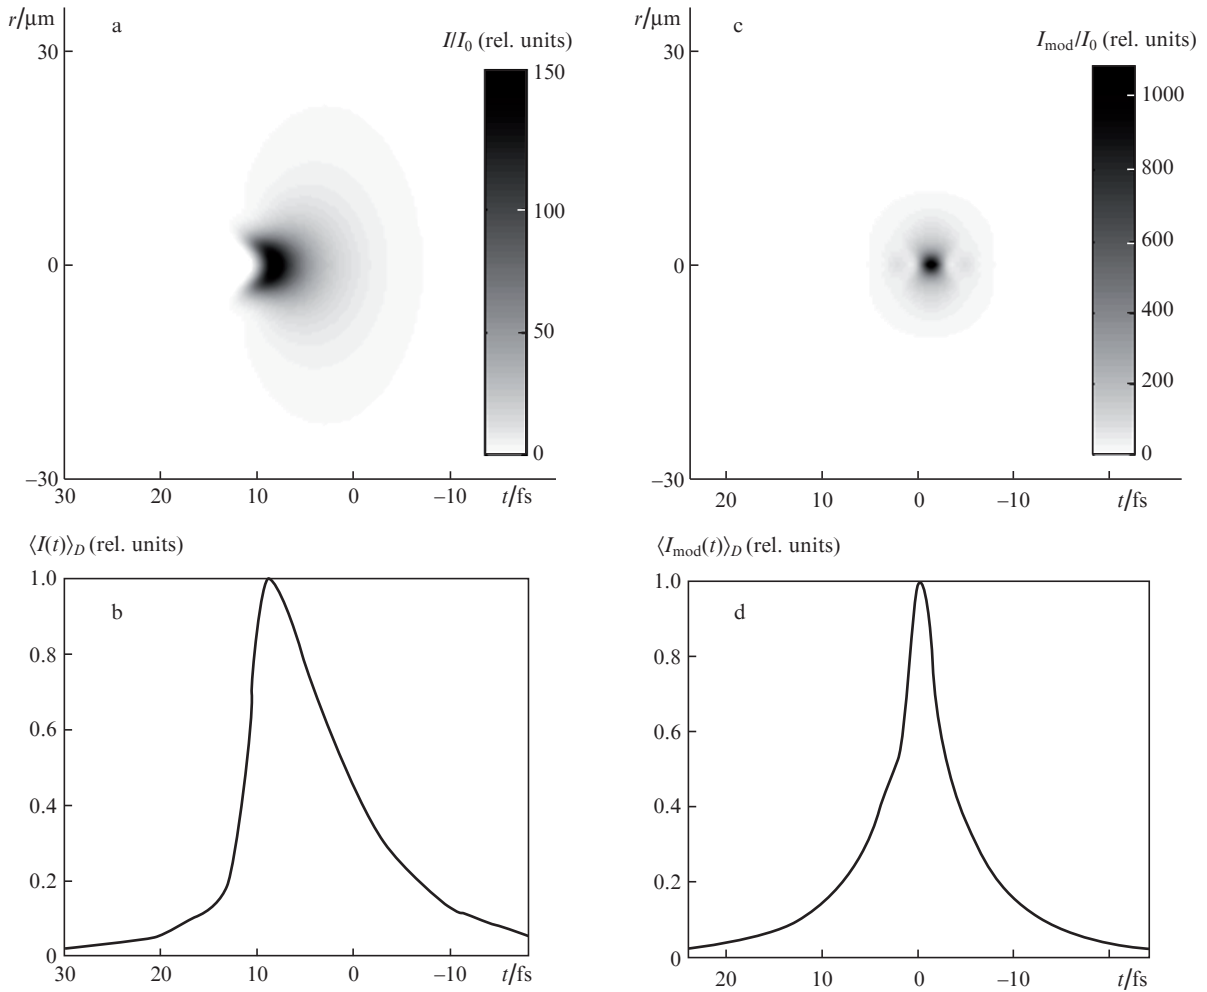 r/μm
a
I/I0 (rel. units)
30
0
–30
150
100
50
0
30 20 10 0 –10 t/fs
r/μm
c
Imod/I0 (rel. units)
30
0
–30
1000
800
600
400
200
0
20 10 0 –10 t/fs
⟨I(t)⟩D (rel. units)
b
1.0
0.8
0.6
0.4
0.2
0
30 20 10 0 –10 t/fs
⟨Imod(t)⟩D (rel. units)
d
1.0
0.8
0.6
0.4
0.2
0
20 10 0 –10 t/fs